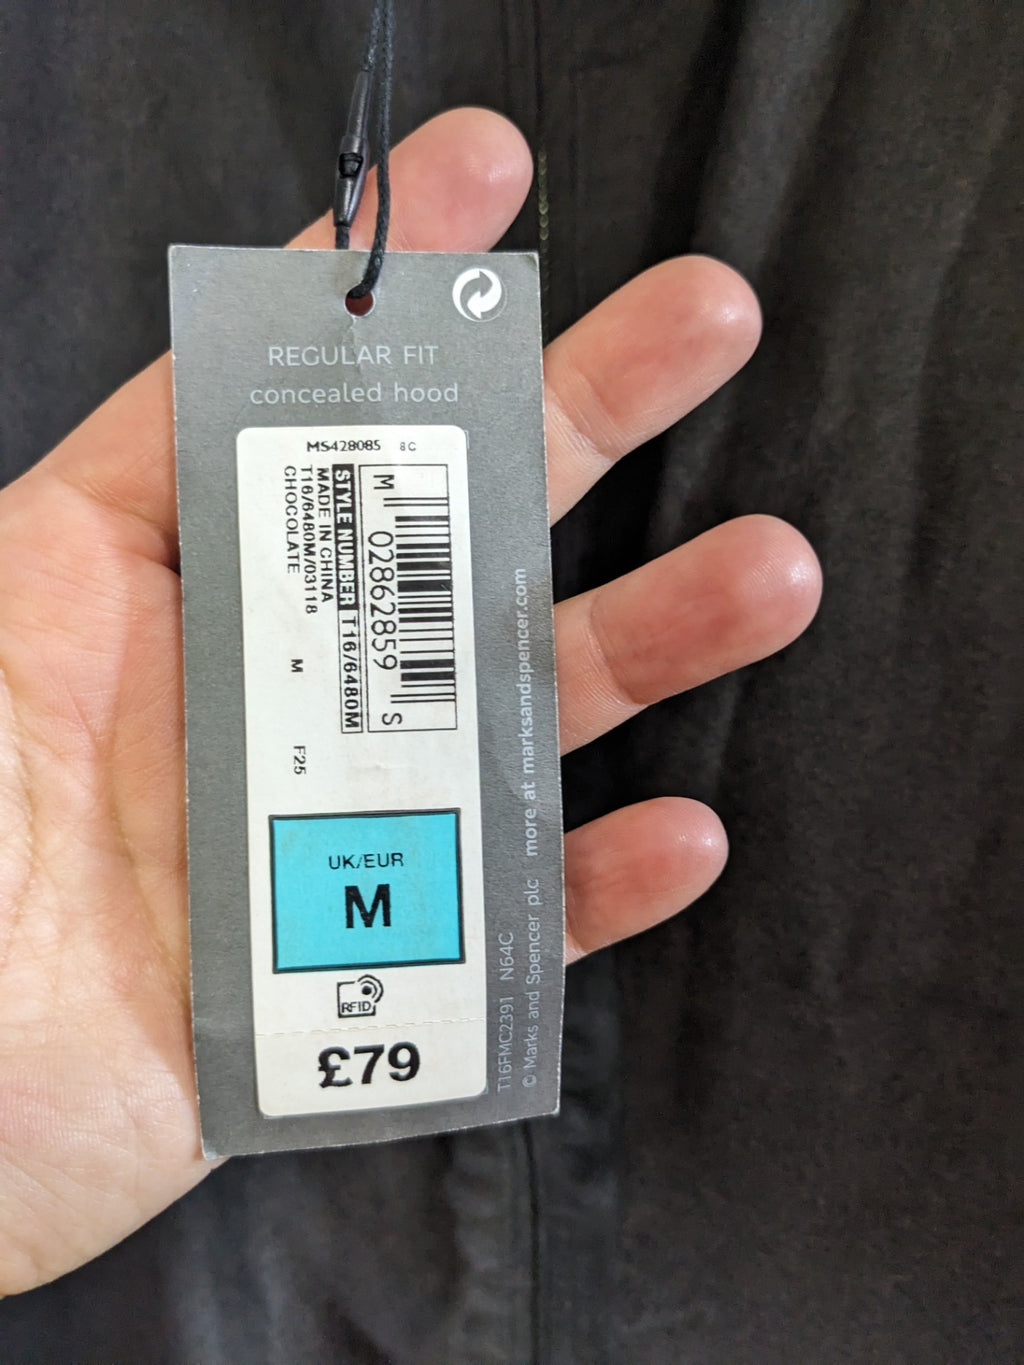 REGULAR FIT
concealed hood
MS428085 8C
M 02862859 S
STYLE NUMBER T16/6480M
MADE IN CHINA
T16/6480M/03118
CHOCOLATE M F25
UK/EUR
M
RFID
£79
T16FMC2391 N64C
© Marks and Spencer plc more at marksandspencer.com